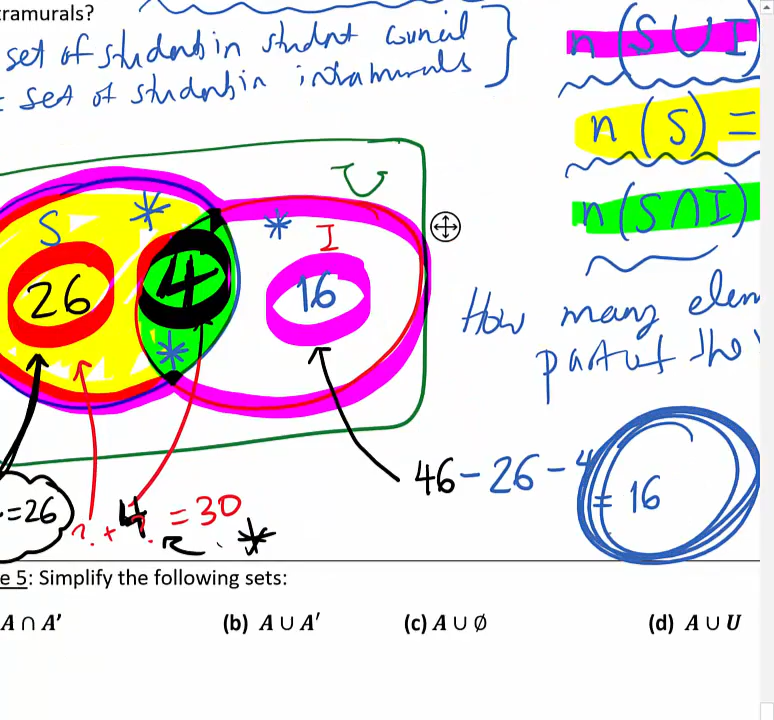 tramurals?
set of students in student council
= set of students in intramurals
n(S∪I)
n(S) =
n(S∩I)
U
S
I
26
4
16
How many elem
part of the
46-26-4
= 16
=26
? + 4 = 30
e 5: Simplify the following sets:
A ∩ A′ (b) A ∪ A′ (c) A ∪ ∅ (d) A ∪ U